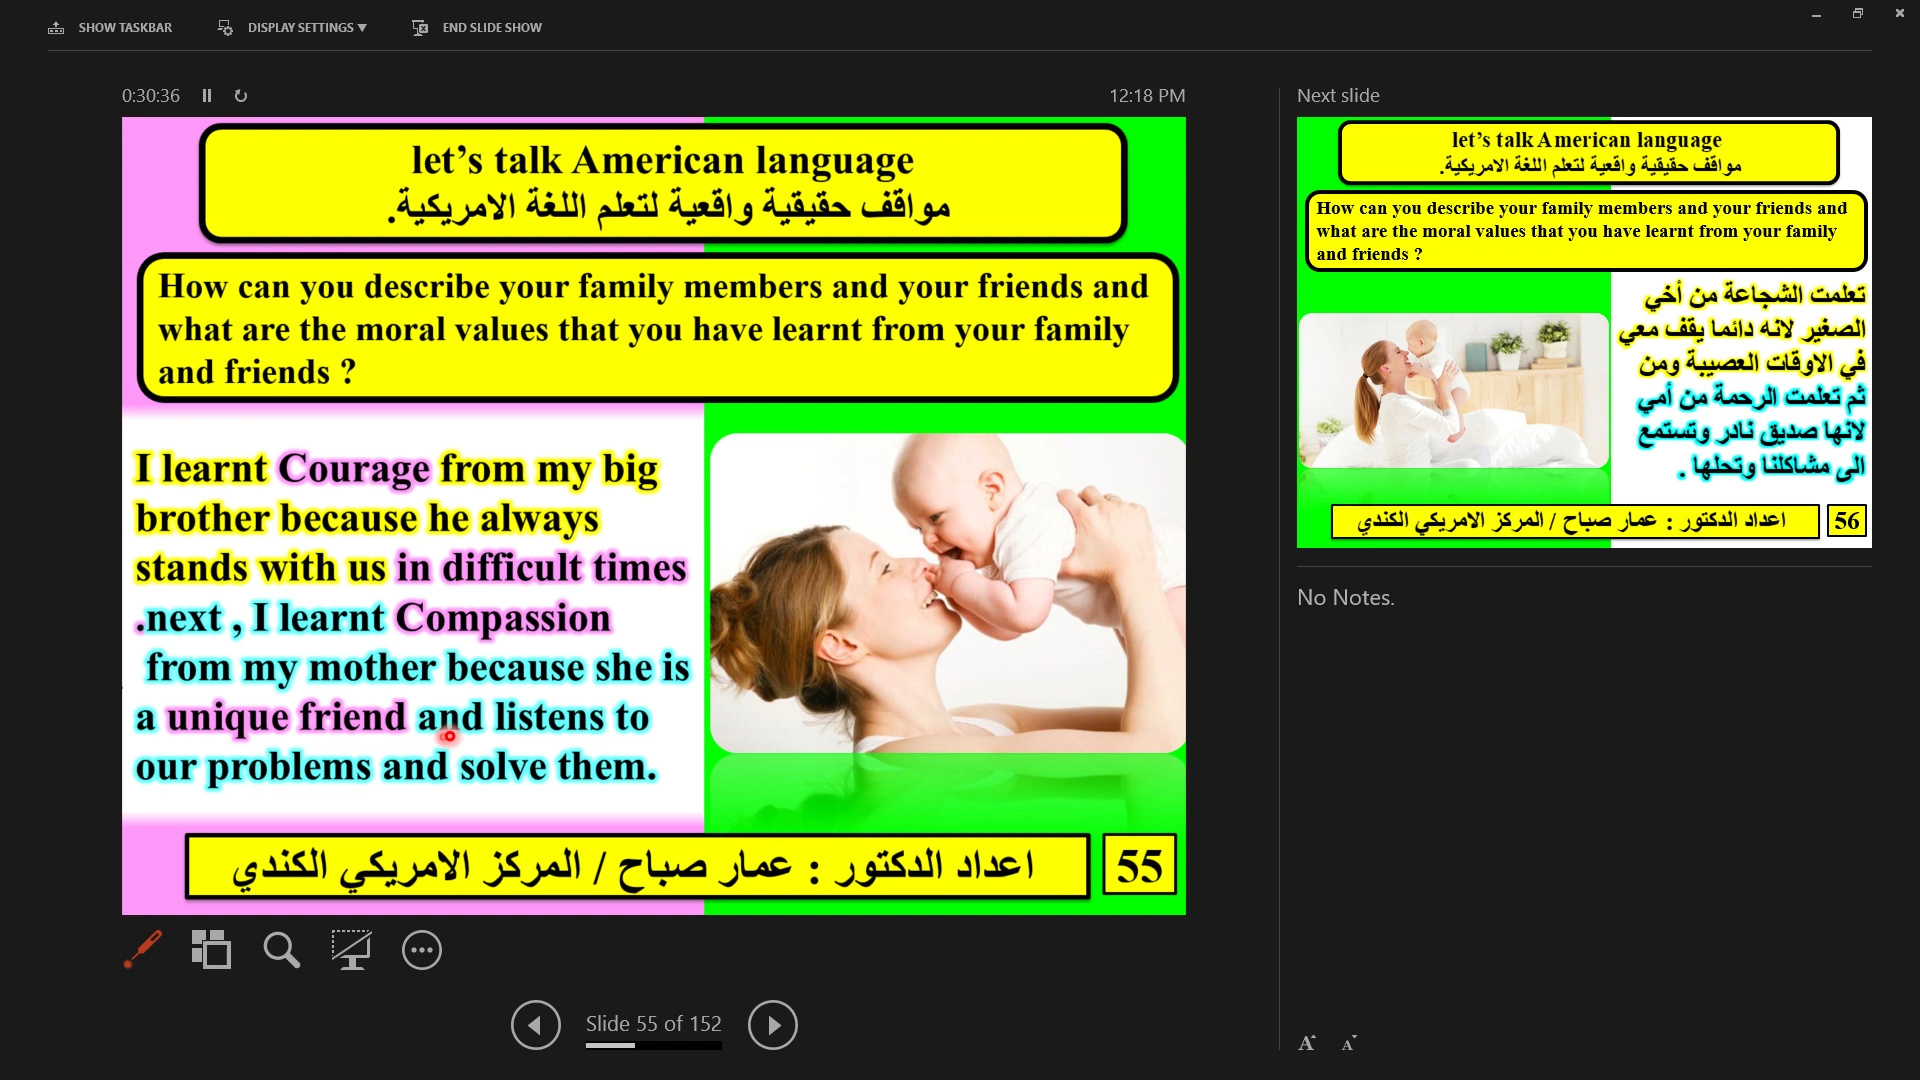 SHOW TASKBAR
DISPLAY SETTINGS ▼
END SLIDE SHOW
0:30:36
12:18 PM
let’s talk American language
مواقف حقيقية واقعية لتعلم اللغة الامريكية.
How can you describe your family members and your friends and
what are the moral values that you have learnt from your family
and friends ?
I learnt Courage from my big
brother because he always
stands with us in difficult times
.next , I learnt Compassion
from my mother because she is
a unique friend and listens to
our problems and solve them.
اعداد الدكتور : عمار صباح / المركز الامريكي الكندي
55
Slide 55 of 152
Next slide
let’s talk American language
مواقف حقيقية واقعية لتعلم اللغة الامريكية.
How can you describe your family members and your friends and
what are the moral values that you have learnt from your family
and friends ?
تعلمت الشجاعة من أخي
الصغير لانه دائما يقف معي
في الاوقات العصيبة ومن
ثم تعلمت الرحمة من أمي
لانها صديق نادر وتستمع
الى مشاكلنا وتحلها .
اعداد الدكتور : عمار صباح / المركز الامريكي الكندي
56
No Notes.
A A